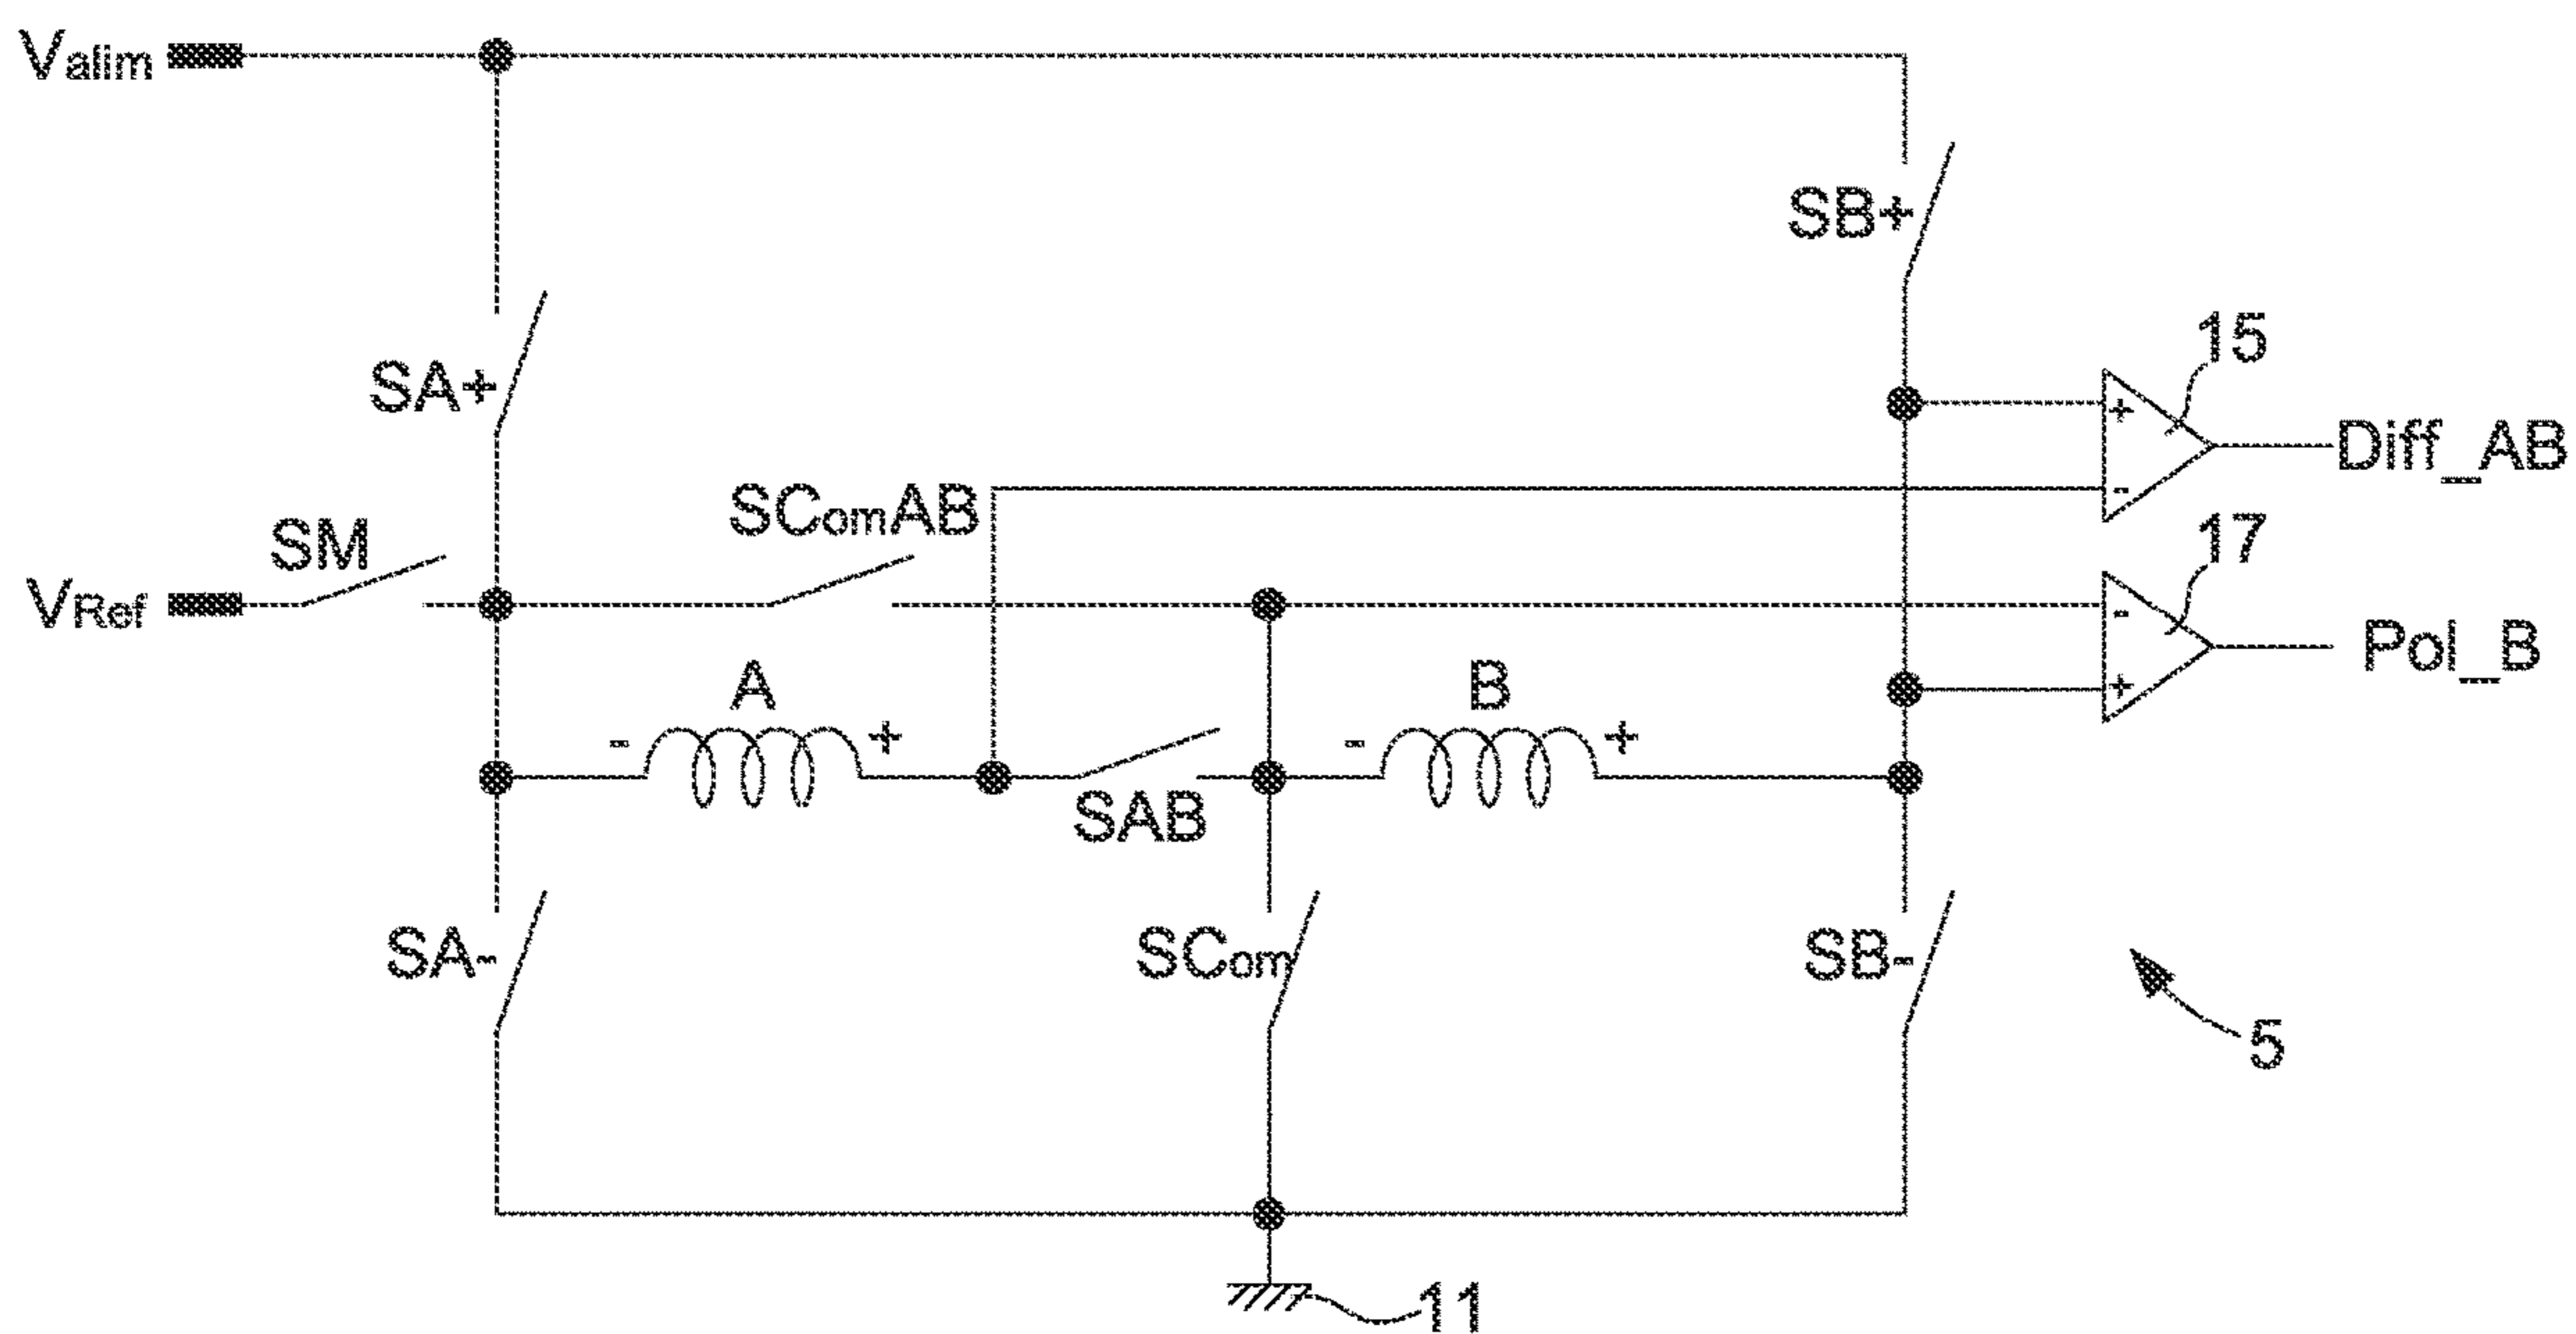 Valim
SB+
15
SA+
Diff_AB
SComAB
SM
17
VRef
+
-
-
+
Pol_B
A
B
- +
- +
SAB
SA-
SCom
SB-
5
11